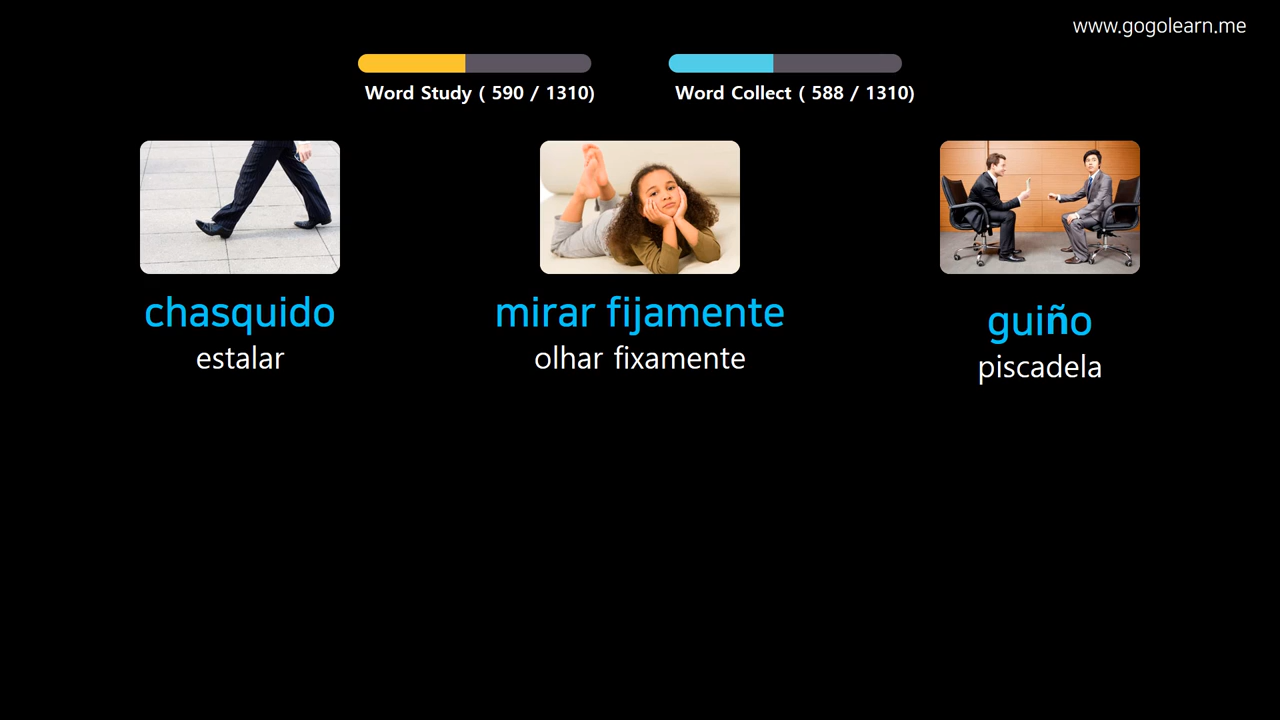 www.gogolearn.me
Word Study ( 590 / 1310)
Word Collect ( 588 / 1310)
chasquido
estalar
mirar fijamente
olhar fixamente
guiño
piscadela